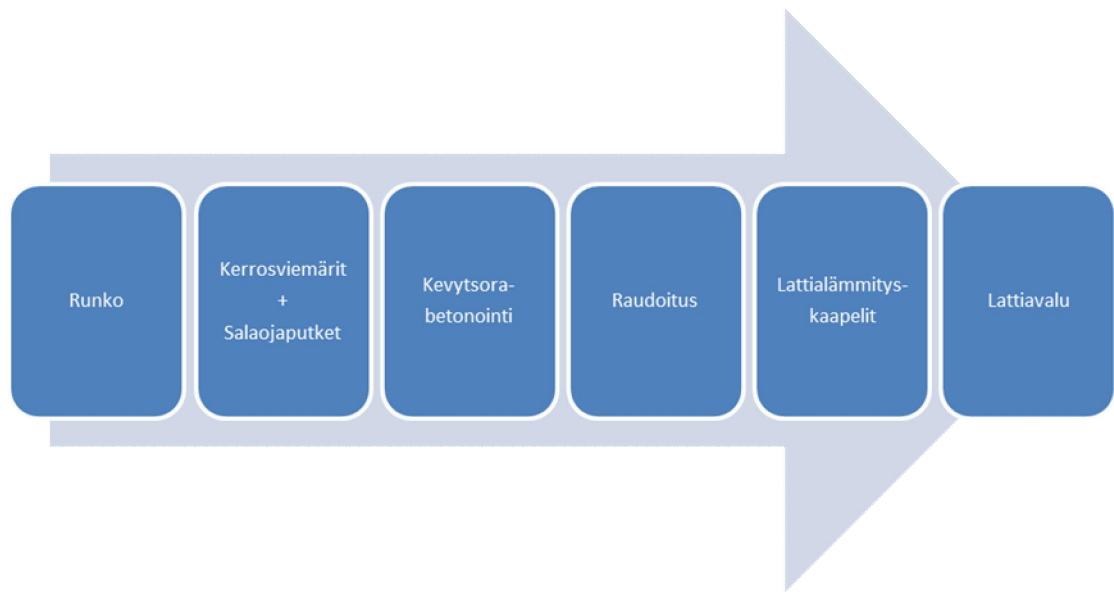 Runko
Kerrosviemärit
+
Salaojaputket
Kevytsora-
betonointi
Raudoitus
Lattialämmitys-
kaapelit
Lattiavalu